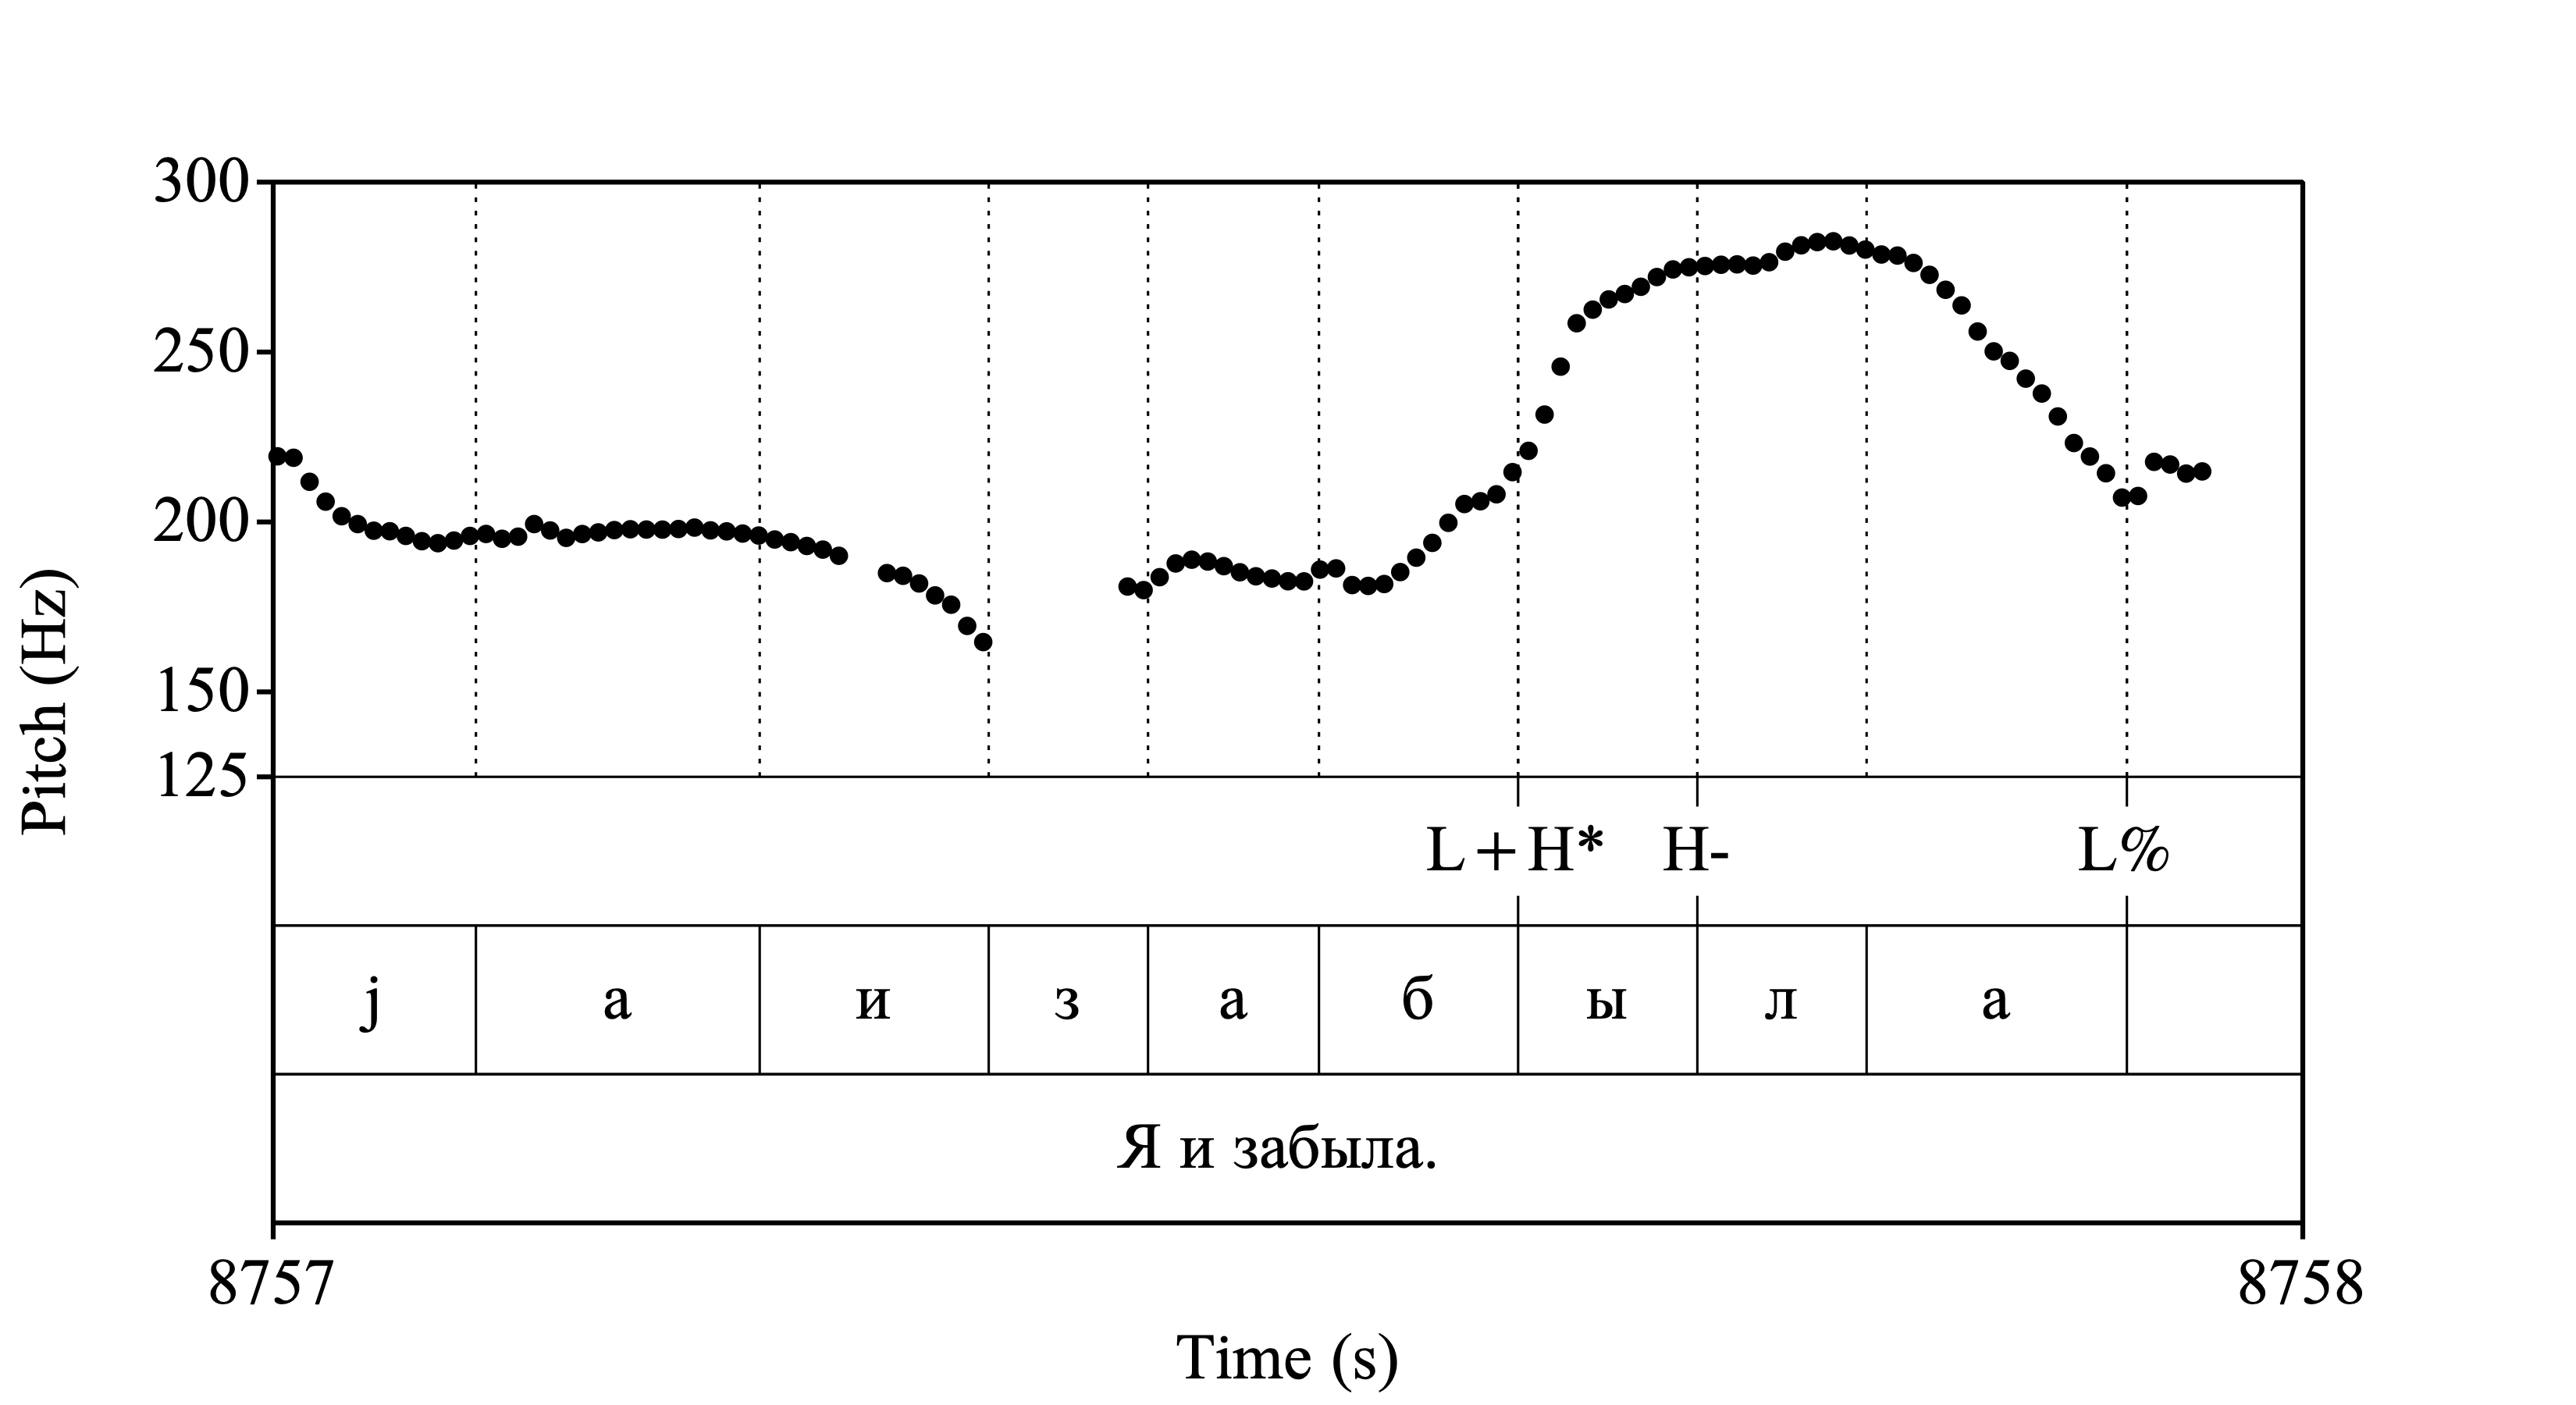 300
250
200
150
125
Pitch (Hz)
L+H* H- L%
j а и з а б ы л а
Я и забыла.
8757 8758
Time (s)